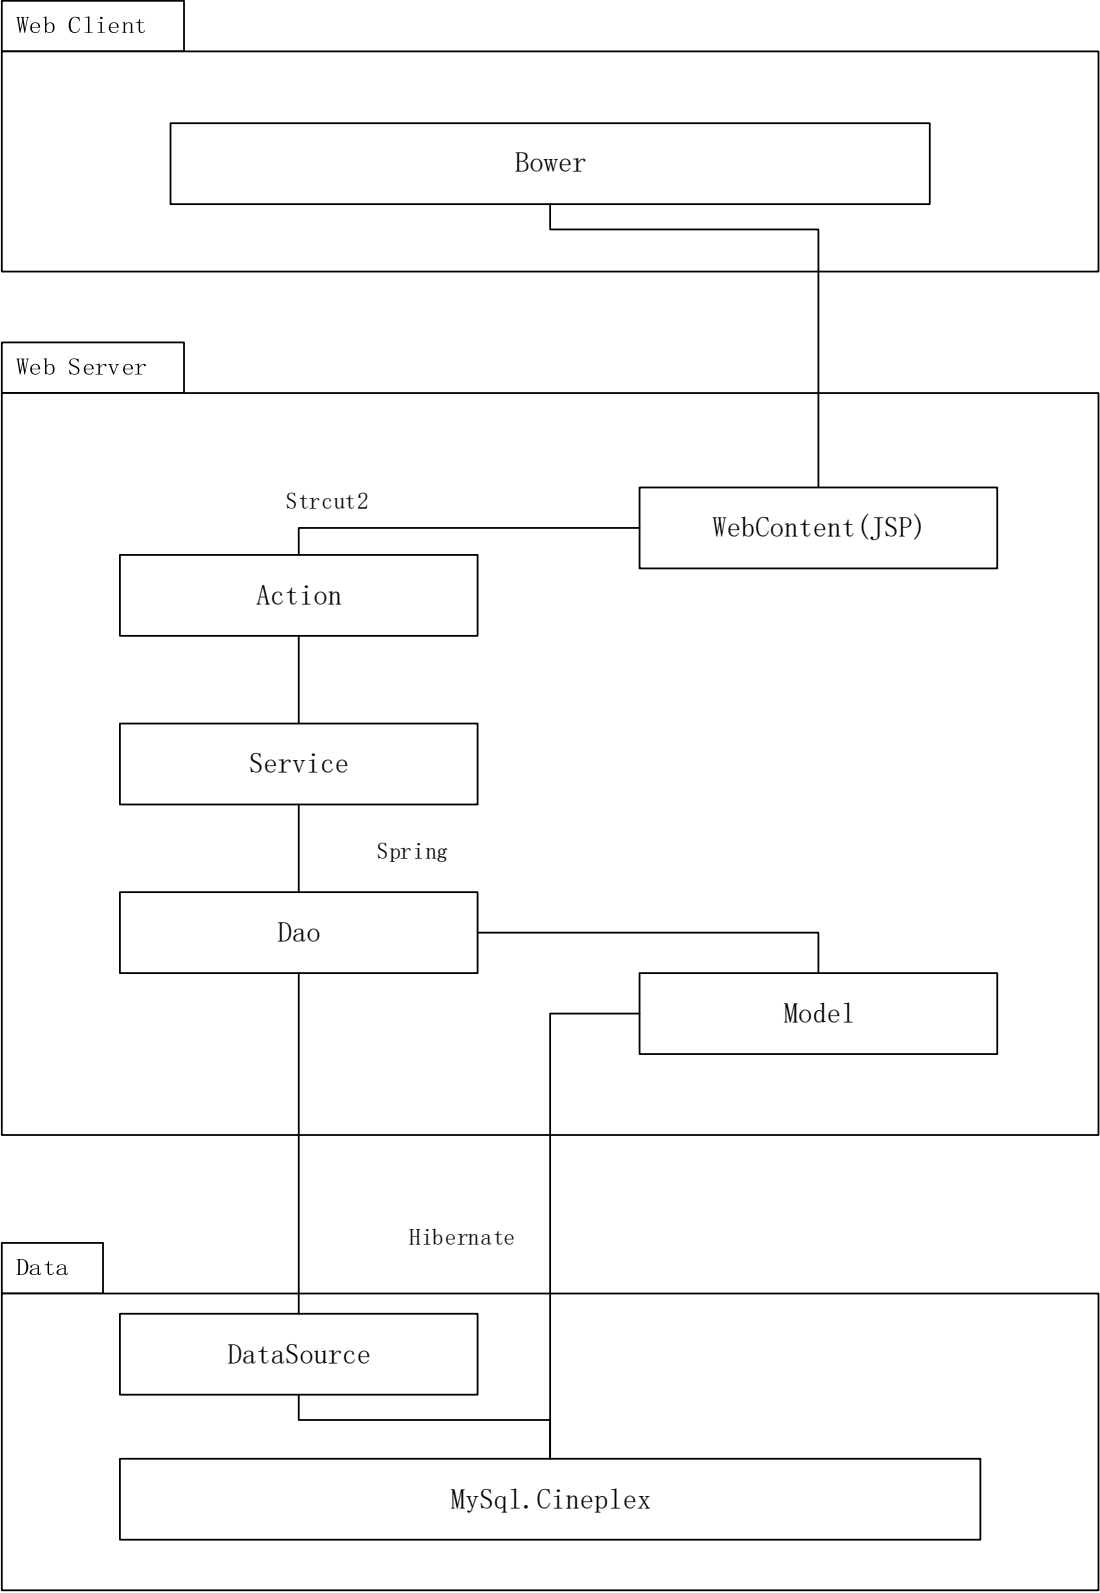 Web Client
Bower
Web Server
Strcut2
WebContent(JSP)
Action
Service
Spring
Dao
Model
Hibernate
Data
DataSource
MySql.Cineplex